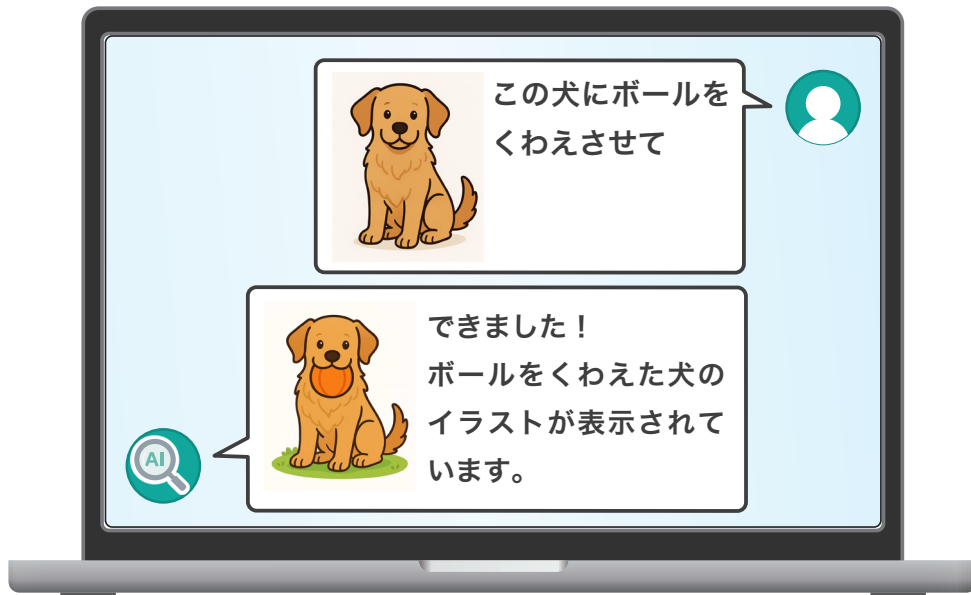 この犬にボールを
くわえさせて
できました！
ボールをくわえた犬の
イラストが表示されて
います。
AI